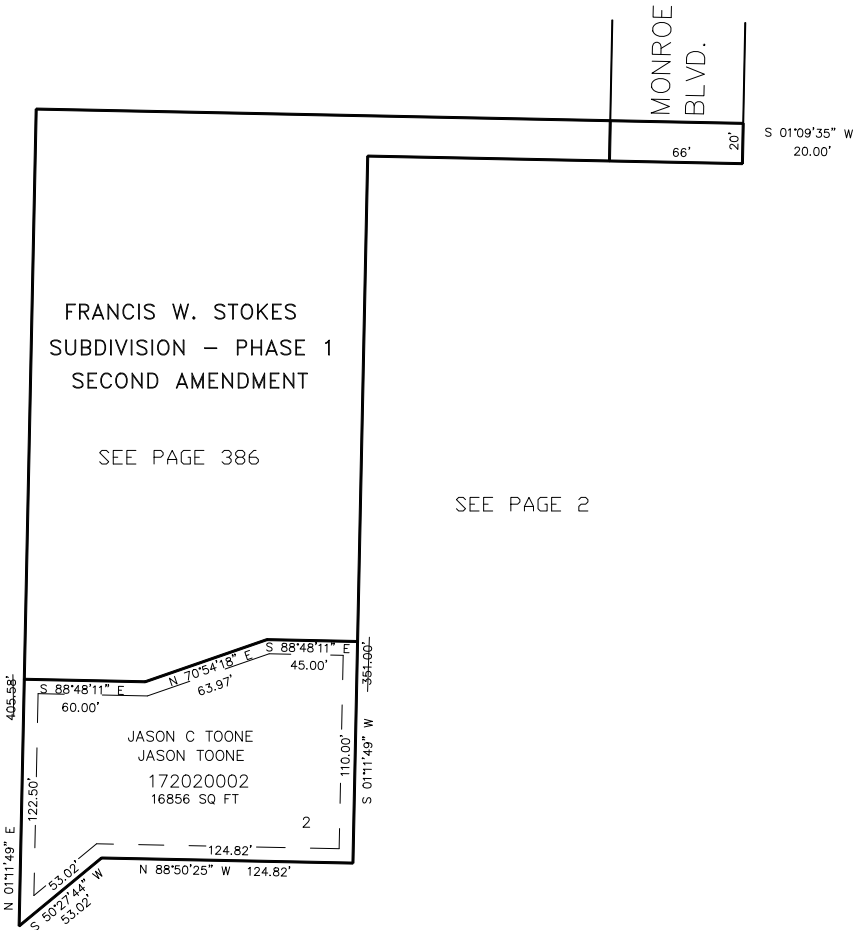 MONROE
BLVD.
S 01°09'35" W
20.00'
20'
66'
FRANCIS W. STOKES
SUBDIVISION – PHASE 1
SECOND AMENDMENT
SEE PAGE 386
SEE PAGE 2
S 88°48'11" E
45.00'
N 70°54'18" E
63.97'
S 88°48'11" E
60.00'
405.58'
351.00'
JASON C TOONE
JASON TOONE
172020002
16856 SQ FT
2
122.50'
110.00'
S 01°11'49" W
N 01°11'49" E
124.82'
N 88°50'25" W 124.82'
53.02'
S 50°27'44" W
53.02'